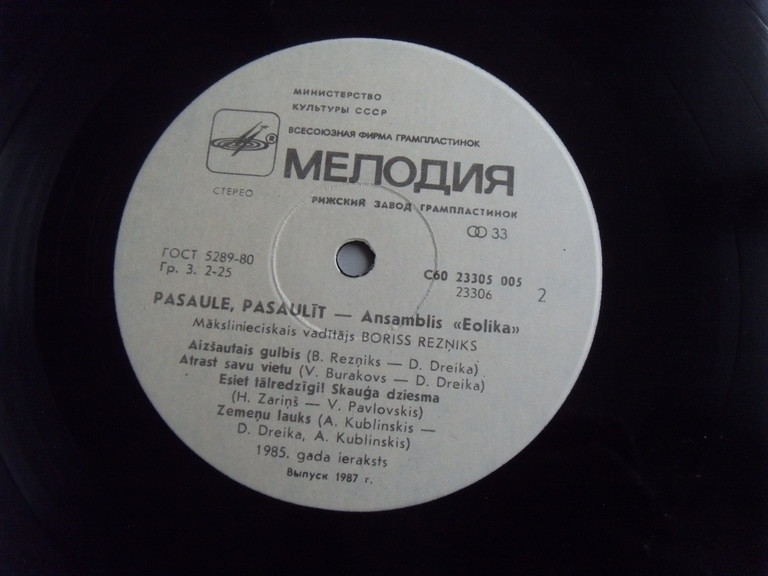 МИНИСТЕРСТВО
КУЛЬТУРЫ СССР
ВСЕСОЮЗНАЯ ФИРМА ГРАМПЛАСТИНОК
®
МЕЛОДИЯ
СТЕРЕО
РИЖСКИЙ ЗАВОД ГРАМПЛАСТИНОК
33
ГОСТ 5289-80
Гр. 3. 2-25
С60 23305 005
23306
2
PASAULE, PASAULĪT — Ansamblis «Eolika»
Mākslinieciskais vadītājs BORISS REZŅIKS
Aizšautais gulbis (B. Rezņiks — D. Dreika)
Atrast savu vietu (V. Burakovs — D. Dreika)
Esiet tālredzīgi! Skauģa dziesma
(H. Zariņš — V. Pavlovskis)
Zemeņu lauks (A. Kublinskis —
D. Dreika, A. Kublinskis)
1985. gada ieraksts
Выпуск 1987 г.